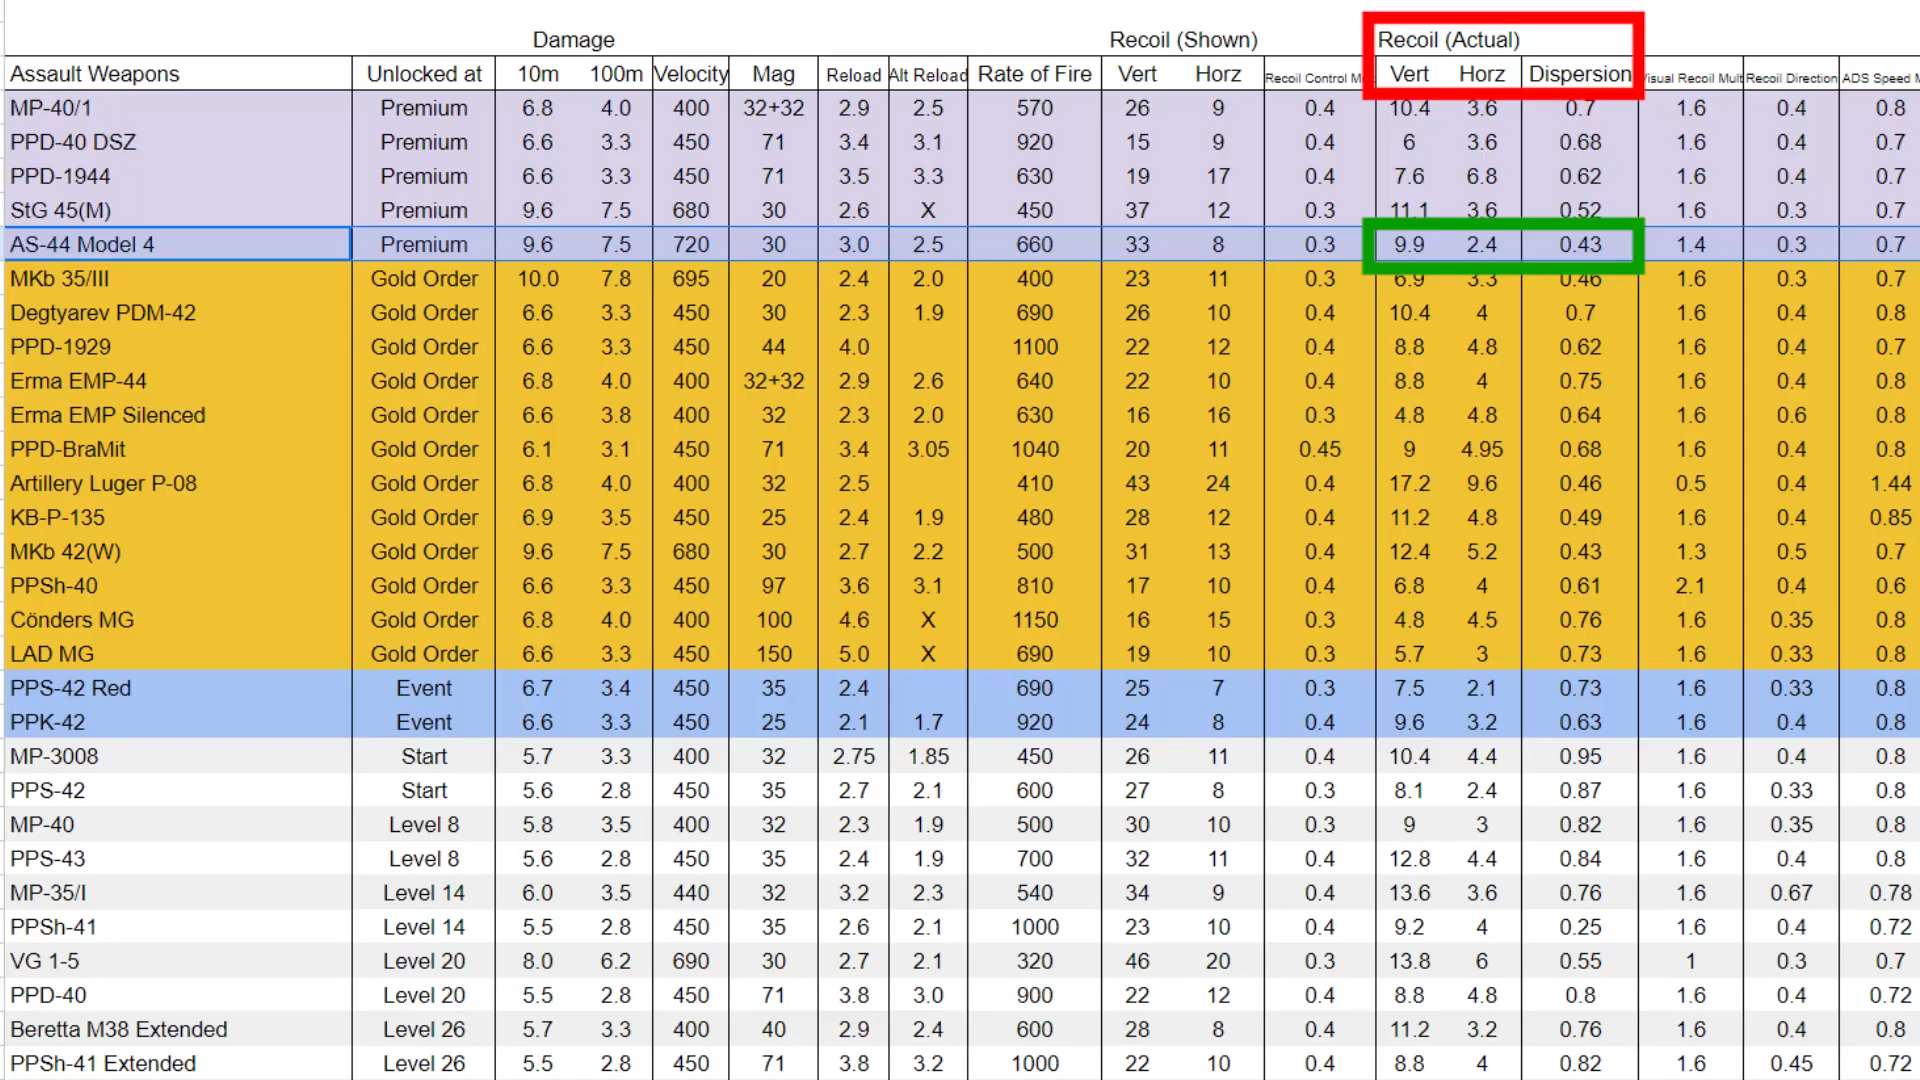 Damage Recoil (Shown) Recoil (Actual)
Assault Weapons Unlocked at 10m 100m Velocity Mag Reload Alt Reload Rate of Fire Vert Horz Recoil Control M Vert Horz Dispersion Visual Recoil Mult Recoil Direction ADS Speed M
MP-40/1 Premium 6.8 4.0 400 32+32 2.9 2.5 570 26 9 0.4 10.4 3.6 0.7 1.6 0.4 0.8
PPD-40 DSZ Premium 6.6 3.3 450 71 3.4 3.1 920 15 9 0.4 6 3.6 0.68 1.6 0.4 0.7
PPD-1944 Premium 6.6 3.3 450 71 3.5 3.3 630 19 17 0.4 7.6 6.8 0.62 1.6 0.4 0.7
StG 45(M) Premium 9.6 7.5 680 30 2.6 X 450 37 12 0.3 11.1 3.6 0.52 1.6 0.3 0.7
AS-44 Model 4 Premium 9.6 7.5 720 30 3.0 2.5 660 33 8 0.3 9.9 2.4 0.43 1.4 0.3 0.7
MKb 35/III Gold Order 10.0 7.8 695 20 2.4 2.0 400 23 11 0.3 6.9 3.3 0.46 1.6 0.3 0.7
Degtyarev PDM-42 Gold Order 6.6 3.3 450 30 2.3 1.9 690 26 10 0.4 10.4 4 0.7 1.6 0.4 0.8
PPD-1929 Gold Order 6.6 3.3 450 44 4.0 1100 22 12 0.4 8.8 4.8 0.62 1.6 0.4 0.7
Erma EMP-44 Gold Order 6.8 4.0 400 32+32 2.9 2.6 640 22 10 0.4 8.8 4 0.75 1.6 0.4 0.8
Erma EMP Silenced Gold Order 6.6 3.8 400 32 2.3 2.0 630 16 16 0.3 4.8 4.8 0.64 1.6 0.6 0.8
PPD-BraMit Gold Order 6.1 3.1 450 71 3.4 3.05 1040 20 11 0.45 9 4.95 0.68 1.6 0.4 0.8
Artillery Luger P-08 Gold Order 6.8 4.0 400 32 2.5 410 43 24 0.4 17.2 9.6 0.46 0.5 0.4 1.44
KB-P-135 Gold Order 6.9 3.5 450 25 2.4 1.9 480 28 12 0.4 11.2 4.8 0.49 1.6 0.4 0.85
MKb 42(W) Gold Order 9.6 7.5 680 30 2.7 2.2 500 31 13 0.4 12.4 5.2 0.43 1.3 0.5 0.7
PPSh-40 Gold Order 6.6 3.3 450 97 3.6 3.1 810 17 10 0.4 6.8 4 0.61 2.1 0.4 0.6
Cönders MG Gold Order 6.8 4.0 400 100 4.6 X 1150 16 15 0.3 4.8 4.5 0.76 1.6 0.35 0.8
LAD MG Gold Order 6.6 3.3 450 150 5.0 X 690 19 10 0.3 5.7 3 0.73 1.6 0.33 0.8
PPS-42 Red Event 6.7 3.4 450 35 2.4 690 25 7 0.3 7.5 2.1 0.73 1.6 0.33 0.8
PPK-42 Event 6.6 3.3 450 25 2.1 1.7 920 24 8 0.4 9.6 3.2 0.63 1.6 0.4 0.8
MP-3008 Start 5.7 3.3 400 32 2.75 1.85 450 26 11 0.4 10.4 4.4 0.95 1.6 0.4 0.8
PPS-42 Start 5.6 2.8 450 35 2.7 2.1 600 27 8 0.3 8.1 2.4 0.87 1.6 0.33 0.8
MP-40 Level 8 5.8 3.5 400 32 2.3 1.9 500 30 10 0.3 9 3 0.82 1.6 0.35 0.8
PPS-43 Level 8 5.6 2.8 450 35 2.4 1.9 700 32 11 0.4 12.8 4.4 0.84 1.6 0.4 0.8
MP-35/I Level 14 6.0 3.5 440 32 3.2 2.3 540 34 9 0.4 13.6 3.6 0.76 1.6 0.67 0.78
PPSh-41 Level 14 5.5 2.8 450 35 2.6 2.1 1000 23 10 0.4 9.2 4 0.25 1.6 0.4 0.72
VG 1-5 Level 20 8.0 6.2 690 30 2.7 2.1 320 46 20 0.3 13.8 6 0.55 1 0.3 0.7
PPD-40 Level 20 5.5 2.8 450 71 3.8 3.0 900 22 12 0.4 8.8 4.8 0.8 1.6 0.4 0.72
Beretta M38 Extended Level 26 5.7 3.3 400 40 2.9 2.4 600 28 8 0.4 11.2 3.2 0.76 1.6 0.4 0.8
PPSh-41 Extended Level 26 5.5 2.8 450 71 3.8 3.2 1000 22 10 0.4 8.8 4 0.82 1.6 0.45 0.72